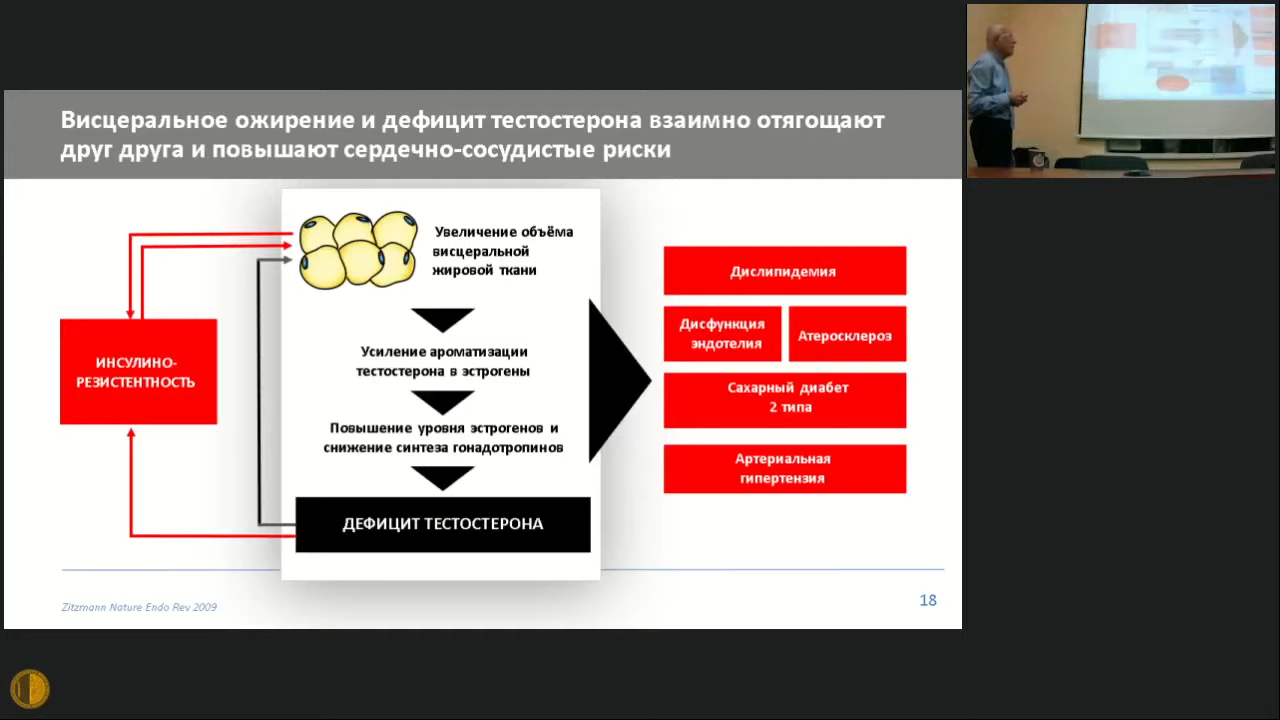 Висцеральное ожирение и дефицит тестостерона взаимно отягощают
друг друга и повышают сердечно-сосудистые риски
Увеличение объёма
висцеральной
жировой ткани
Усиление ароматизации
тестостерона в эстрогены
Повышение уровня эстрогенов и
снижение синтеза гонадотропинов
ДЕФИЦИТ ТЕСТОСТЕРОНА
ИНСУЛИНО-
РЕЗИСТЕНТНОСТЬ
Дислипидемия
Дисфункция
эндотелия
Атеросклероз
Сахарный диабет
2 типа
Артериальная
гипертензия
Zitzmann Nature Endo Rev 2009
18